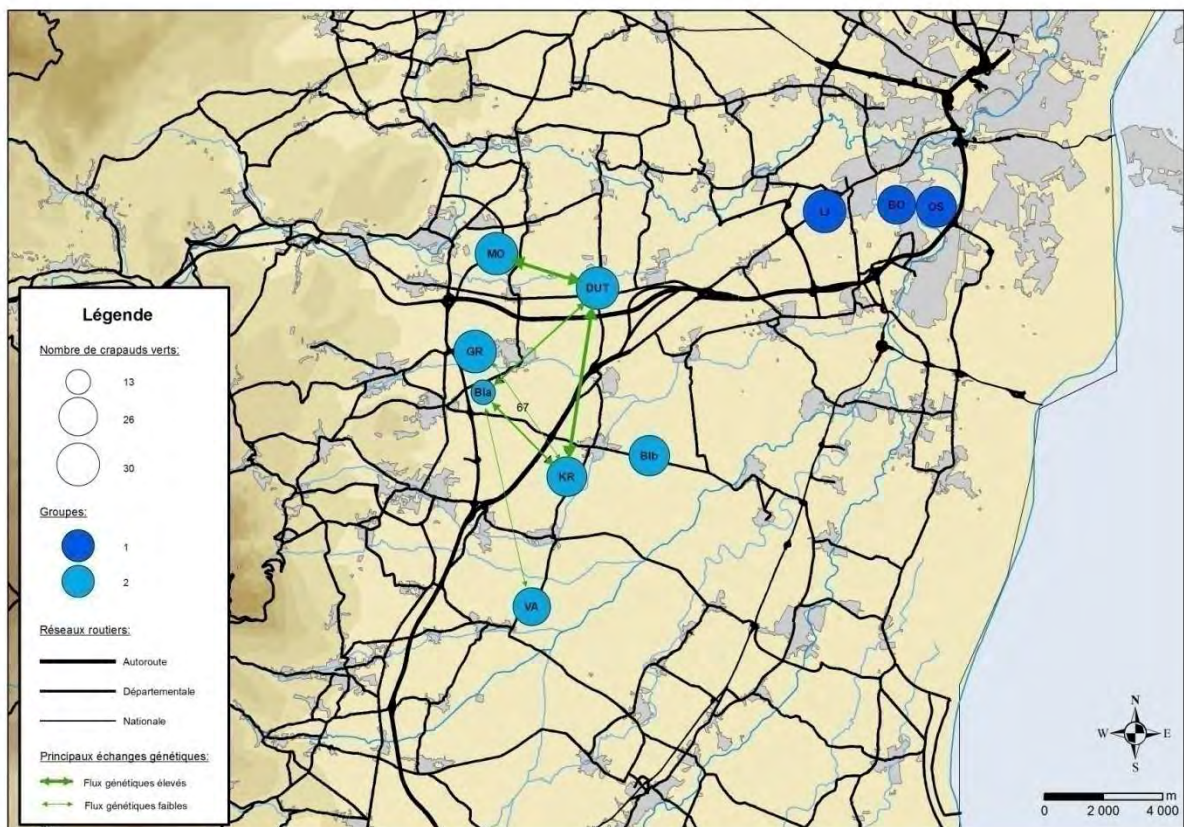 LI
BO
OS
MO
DUT
GR
Bla
67
KR
Blb
VA
Légende
Nombre de crapauds verts:
13
26
30
Groupes:
1
2
Réseaux routiers:
Autoroute
Départementale
Nationale
Principaux échanges génétiques:
Flux génétiques élevés
Flux génétiques faibles
N
W E
S
m
0 2 000 4 000